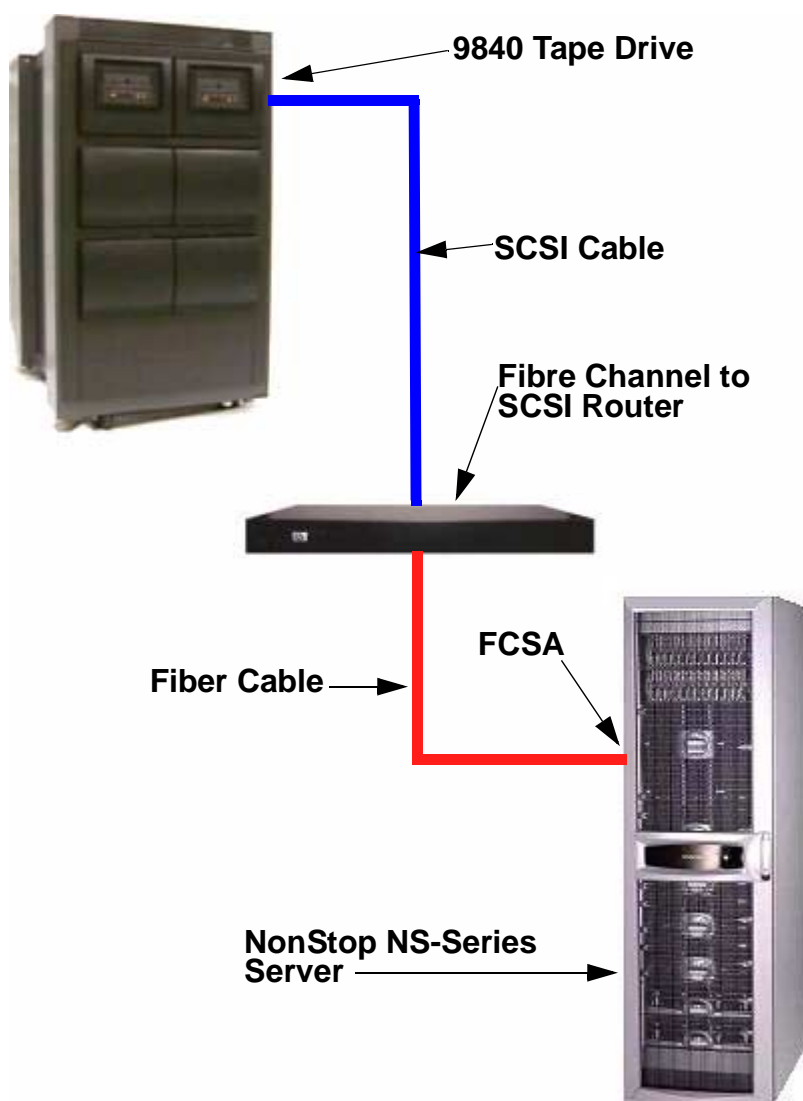 9840 Tape Drive
SCSI Cable
Fibre Channel to
SCSI Router
FCSA
Fiber Cable
NonStop NS-Series
Server